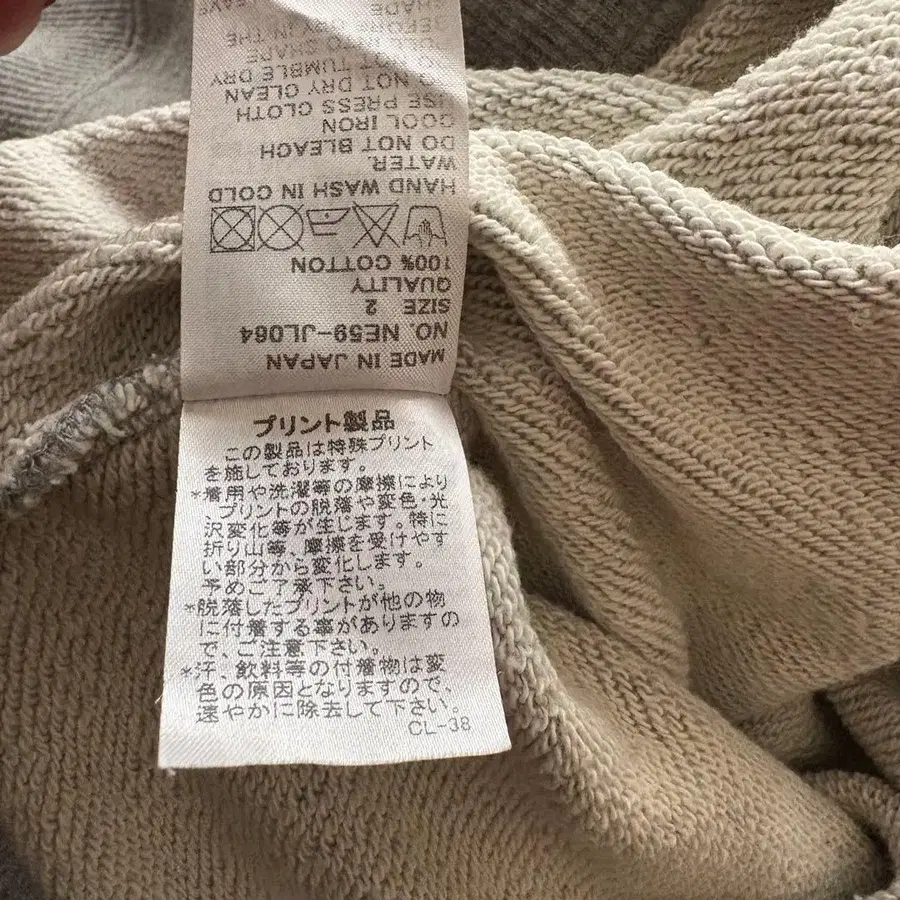 MADE IN JAPAN
NO. NE59-JL064
SIZE 2
QUALITY
100% COTTON
HAND WASH IN COLD
WATER.
DO NOT BLEACH
COOL IRON
USE PRESS CLOTH
DO NOT DRY CLEAN
DO NOT TUMBLE DRY
TO SHAPE
BEFORE DRY IN THE
SHADE
プリント製品
この製品は特殊プリント
を施しております。
*着用や洗濯等の摩擦により
プリントの脱落や変色・光
沢変化等が生じます。特に
折り山等、摩擦を受けやす
い部分から変化します。
予めご了承下さい。
*脱落したプリントが他の物
に付着する事がありますの
で、ご注意下さい。
*汗、飲料等の付着物は変
色の原因となりますので、
速やかに除去して下さい。
CL-38